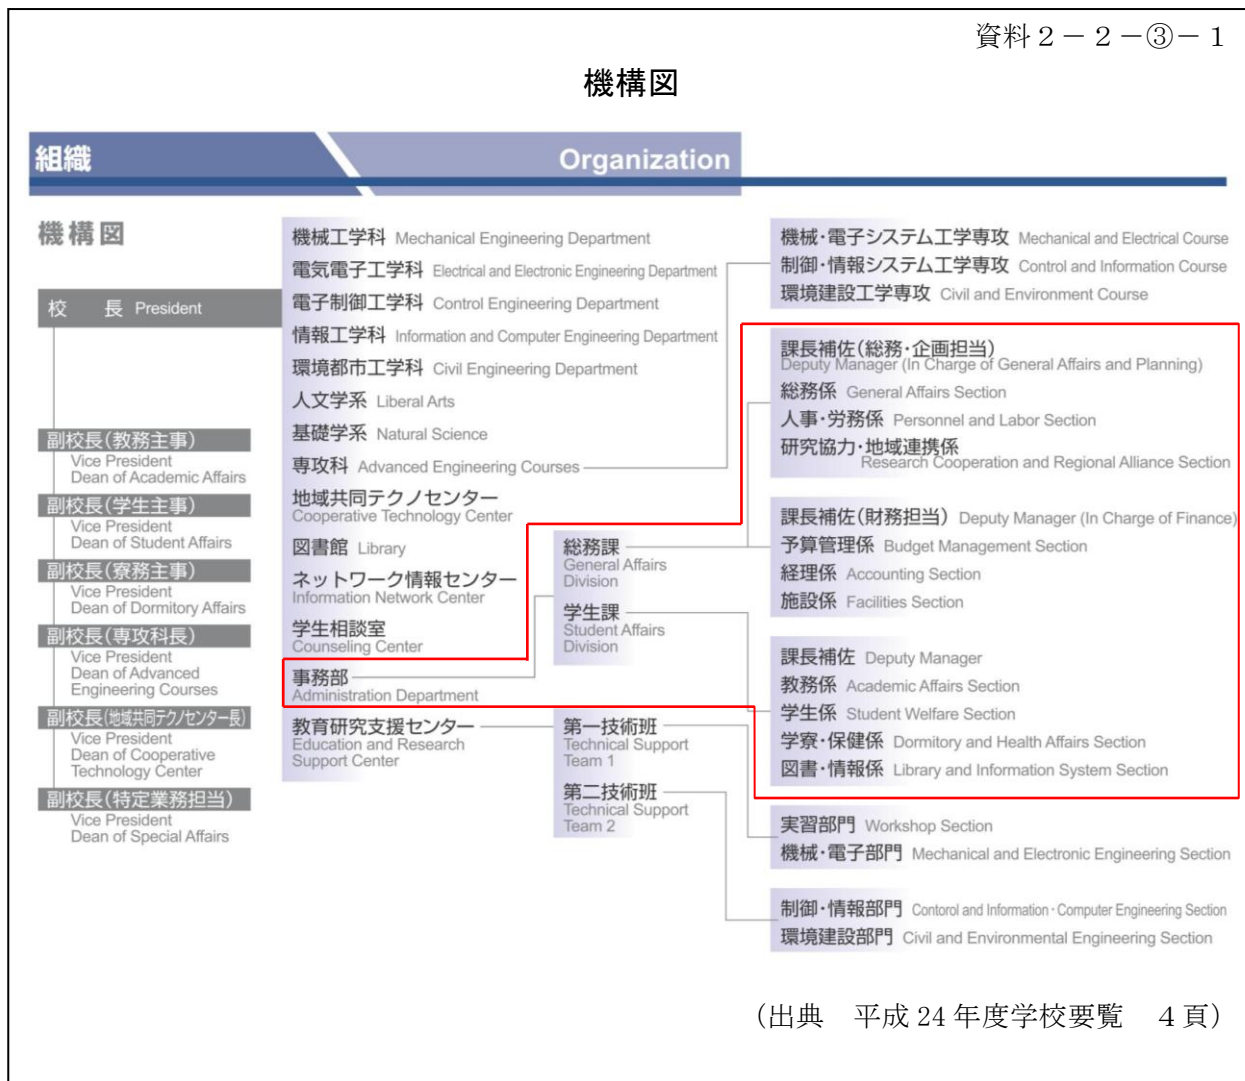 資料2-2-③-1
機構図
組織 Organization
機構図
校　長 President
副校長(教務主事)
Vice President
Dean of Academic Affairs
副校長(学生主事)
Vice President
Dean of Student Affairs
副校長(寮務主事)
Vice President
Dean of Dormitory Affairs
副校長(専攻科長)
Vice President
Dean of Advanced
Engineering Courses
副校長(地域共同テクノセンター長)
Vice President
Dean of Cooperative
Technology Center
副校長(特定業務担当)
Vice President
Dean of Special Affairs
機械工学科 Mechanical Engineering Department
電気電子工学科 Electrical and Electronic Engineering Department
電子制御工学科 Control Engineering Department
情報工学科 Information and Computer Engineering Department
環境都市工学科 Civil Engineering Department
人文学系 Liberal Arts
基礎学系 Natural Science
専攻科 Advanced Engineering Courses
地域共同テクノセンター
Cooperative Technology Center
図書館 Library
ネットワーク情報センター
Information Network Center
学生相談室
Counseling Center
事務部
Administration Department
教育研究支援センター
Education and Research
Support Center
総務課
General Affairs
Division
学生課
Student Affairs
Division
第一技術班
Technical Support
Team 1
第二技術班
Technical Support
Team 2
機械・電子システム工学専攻 Mechanical and Electrical Course
制御・情報システム工学専攻 Control and Information Course
環境建設工学専攻 Civil and Environment Course
課長補佐(総務・企画担当)
Deputy Manager (In Charge of General Affairs and Planning)
総務係 General Affairs Section
人事・労務係 Personnel and Labor Section
研究協力・地域連携係
Research Cooperation and Regional Alliance Section
課長補佐(財務担当) Deputy Manager (In Charge of Finance)
予算管理係 Budget Management Section
経理係 Accounting Section
施設係 Facilities Section
課長補佐 Deputy Manager
教務係 Academic Affairs Section
学生係 Student Welfare Section
学寮・保健係 Dormitory and Health Affairs Section
図書・情報係 Library and Information System Section
実習部門 Workshop Section
機械・電子部門 Mechanical and Electronic Engineering Section
制御・情報部門 Contorol and Information・Computer Engineering Section
環境建設部門 Civil and Environmental Engineering Section
(出典　平成24年度学校要覧　4頁)